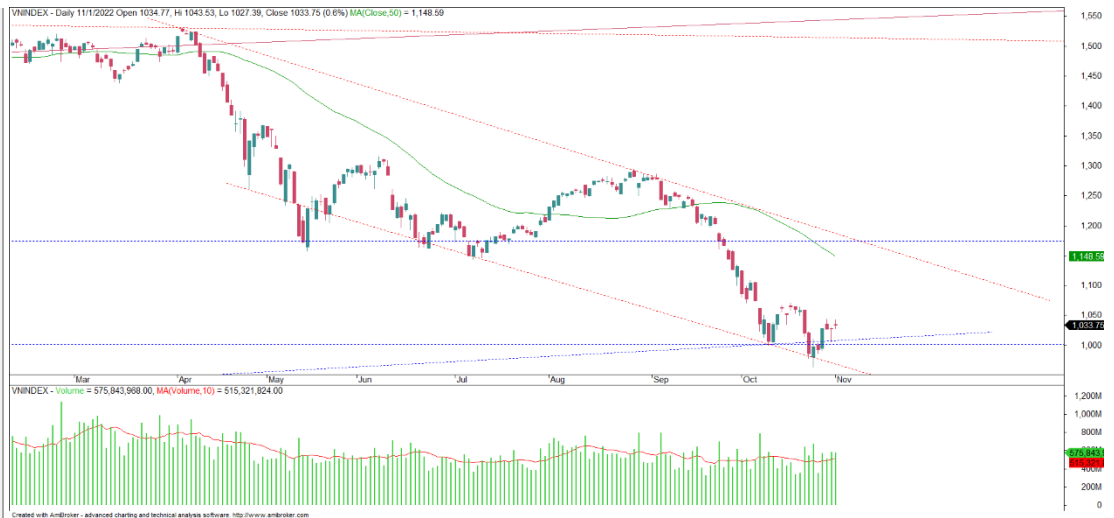 VNINDEX - Daily 11/1/2022 Open 1034.77, Hi 1043.53, Lo 1027.39, Close 1033.75 (0.6%) MA(Close,50) = 1,148.59
1,550
1,500
1,450
1,400
1,350
1,300
1,250
1,200
1,148.59
1,100
1,050
1,033.75
1,000
Mar Apr May Jun Jul Aug Sep Oct Nov
VNINDEX - Volume = 575,843,968.00, MA(Volume,10) = 515,321,824.00
1,200M
1,000M
800M
575,843,9
515,321,8
400M
200M
0
Created with AmiBroker - advanced charting and technical analysis software. http://www.amibroker.com